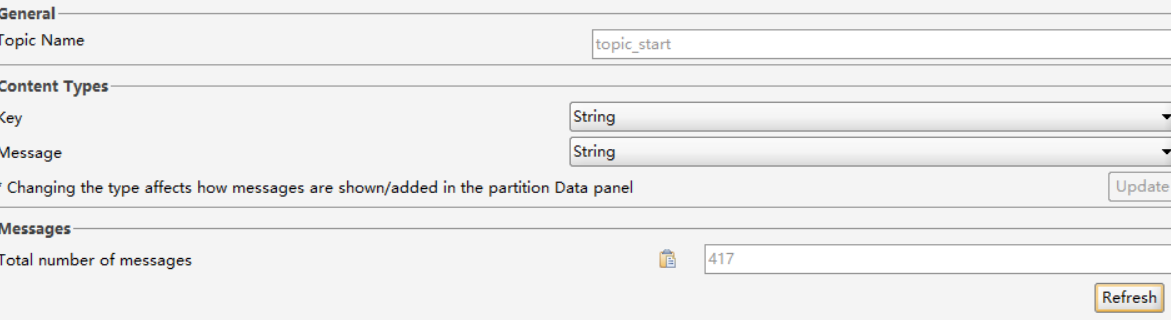 General
Topic Name
topic_start
Content Types
Key
String
Message
String
* Changing the type affects how messages are shown/added in the partition Data panel
Update
Messages
Total number of messages
417
Refresh